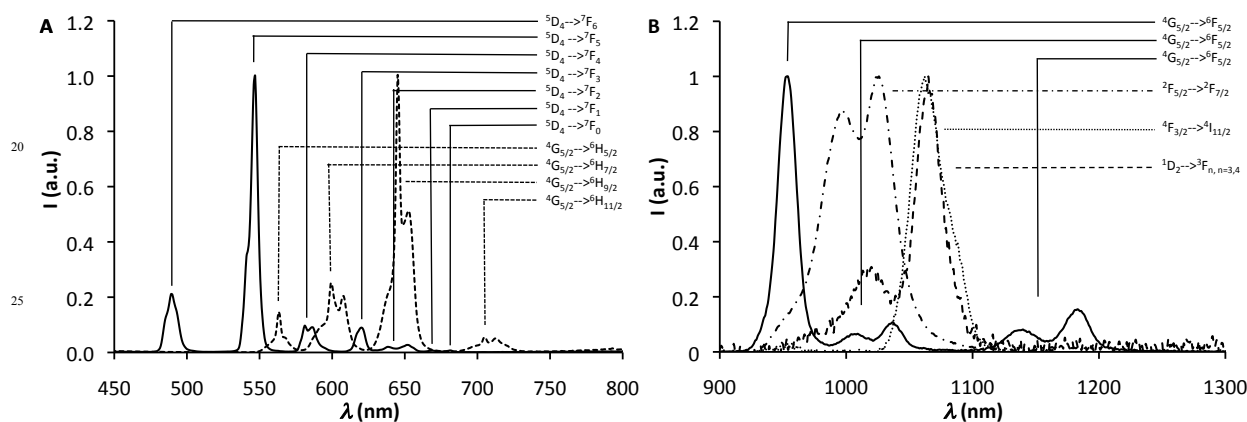 A
I (a.u.)
1.2
1.0
0.8
0.6
0.4
0.2
0.0
450 500 550 600 650 700 750 800
λ (nm)
⁵D₄-->⁷F₆
⁵D₄-->⁷F₅
⁵D₄-->⁷F₄
⁵D₄-->⁷F₃
⁵D₄-->⁷F₂
⁵D₄-->⁷F₁
⁵D₄-->⁷F₀
⁴G₅/₂-->⁶H₅/₂
⁴G₅/₂-->⁶H₇/₂
⁴G₅/₂-->⁶H₉/₂
⁴G₅/₂-->⁶H₁₁/₂
20
25
B
I (a.u.)
1.2
1.0
0.8
0.6
0.4
0.2
0
900 1000 1100 1200 1300
λ (nm)
⁴G₅/₂-->⁶F₅/₂
⁴G₅/₂-->⁶F₅/₂
⁴G₅/₂-->⁶F₅/₂
²F₅/₂-->²F₇/₂
⁴F₃/₂-->⁴I₁₁/₂
¹D₂-->³Fₙ, ₙ₌₃,₄